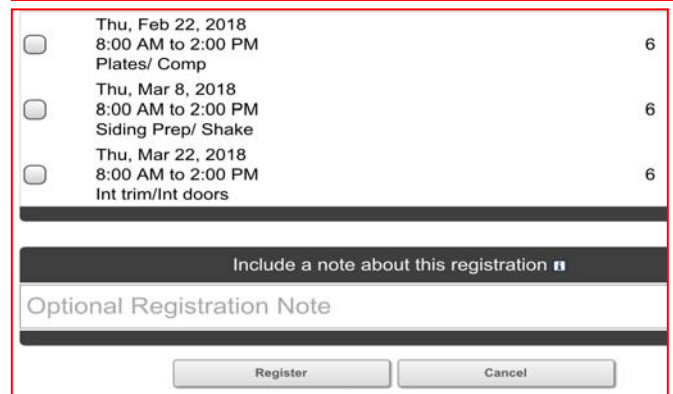 Thu, Feb 22, 2018
8:00 AM to 2:00 PM 6
Plates/ Comp
Thu, Mar 8, 2018
8:00 AM to 2:00 PM 6
Siding Prep/ Shake
Thu, Mar 22, 2018
8:00 AM to 2:00 PM 6
Int trim/Int doors
Include a note about this registration
Optional Registration Note
Register Cancel